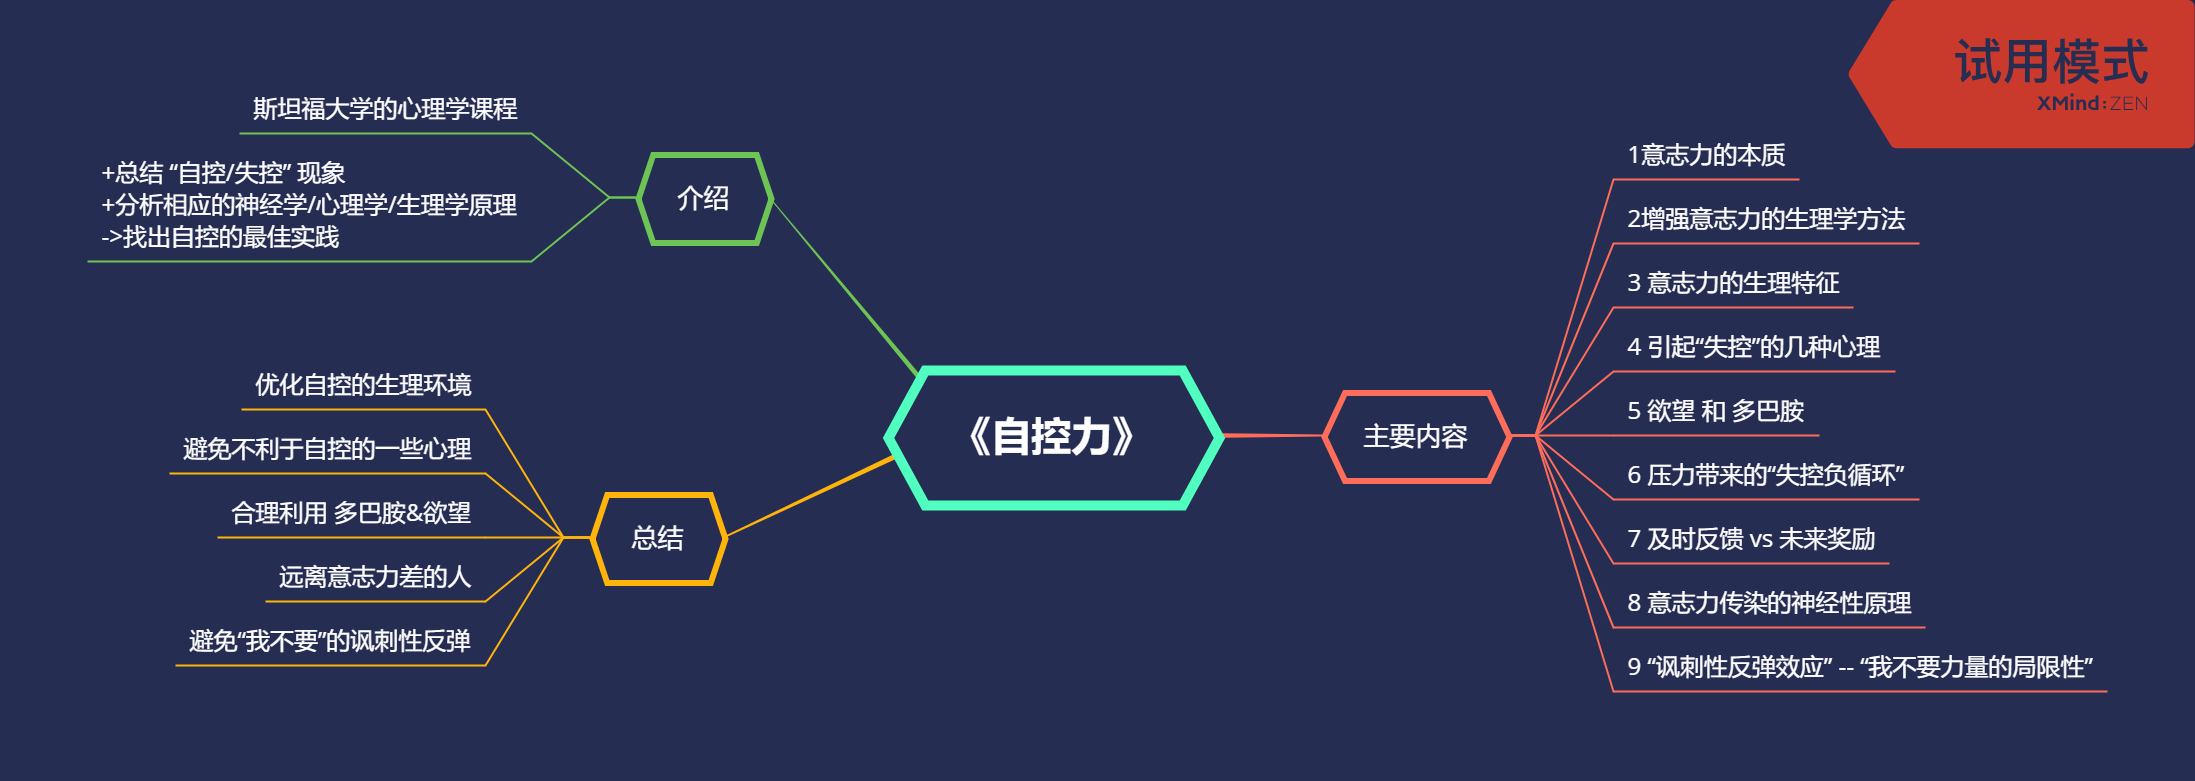 试用模式
XMind:ZEN
《自控力》
介绍
斯坦福大学的心理学课程
+总结 “自控/失控” 现象
+分析相应的神经学/心理学/生理学原理
->找出自控的最佳实践
主要内容
1意志力的本质
2增强意志力的生理学方法
3 意志力的生理特征
4 引起“失控”的几种心理
5 欲望 和 多巴胺
6 压力带来的“失控负循环”
7 及时反馈 vs 未来奖励
8 意志力传染的神经性原理
9 “讽刺性反弹效应” -- “我不要力量的局限性”
总结
优化自控的生理环境
避免不利于自控的一些心理
合理利用 多巴胺&欲望
远离意志力差的人
避免“我不要”的讽刺性反弹